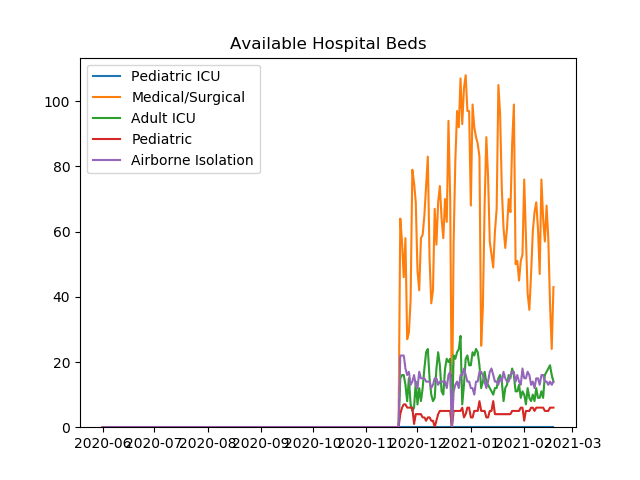 Available Hospital Beds
Pediatric ICU
Medical/Surgical
Adult ICU
Pediatric
Airborne Isolation
100
80
60
40
20
0
2020-06 2020-07 2020-08 2020-09 2020-10 2020-11 2020-12 2021-01 2021-02 2021-03